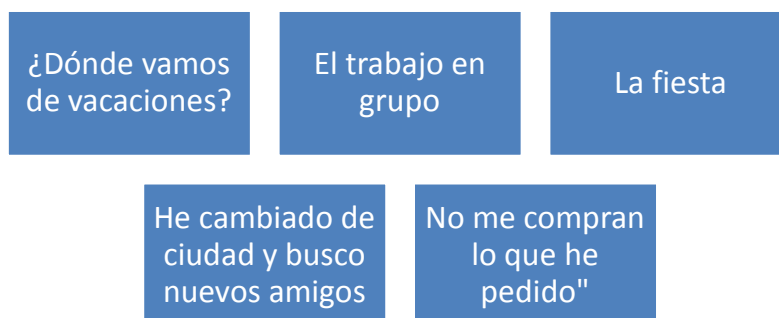 ¿Dónde vamos
de vacaciones?
El trabajo en
grupo
La fiesta
He cambiado de
ciudad y busco
nuevos amigos
No me compran
lo que he
pedido"